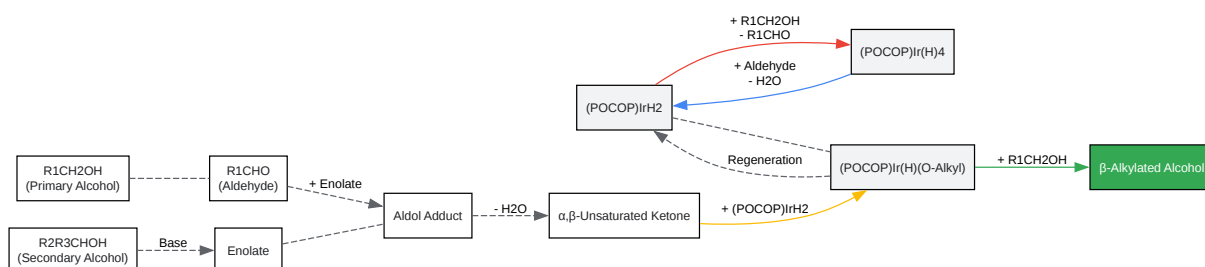 + R1CH2OH
- R1CHO
(POCOP)Ir(H)4
+ Aldehyde
- H2O
(POCOP)IrH2
Regeneration
(POCOP)Ir(H)(O-Alkyl)
+ R1CH2OH
β-Alkylated Alcohol
R1CH2OH
(Primary Alcohol)
R1CHO
(Aldehyde)
+ Enolate
Aldol Adduct
- H2O
α,β-Unsaturated Ketone
+ (POCOP)IrH2
R2R3CHOH
(Secondary Alcohol)
Base
Enolate